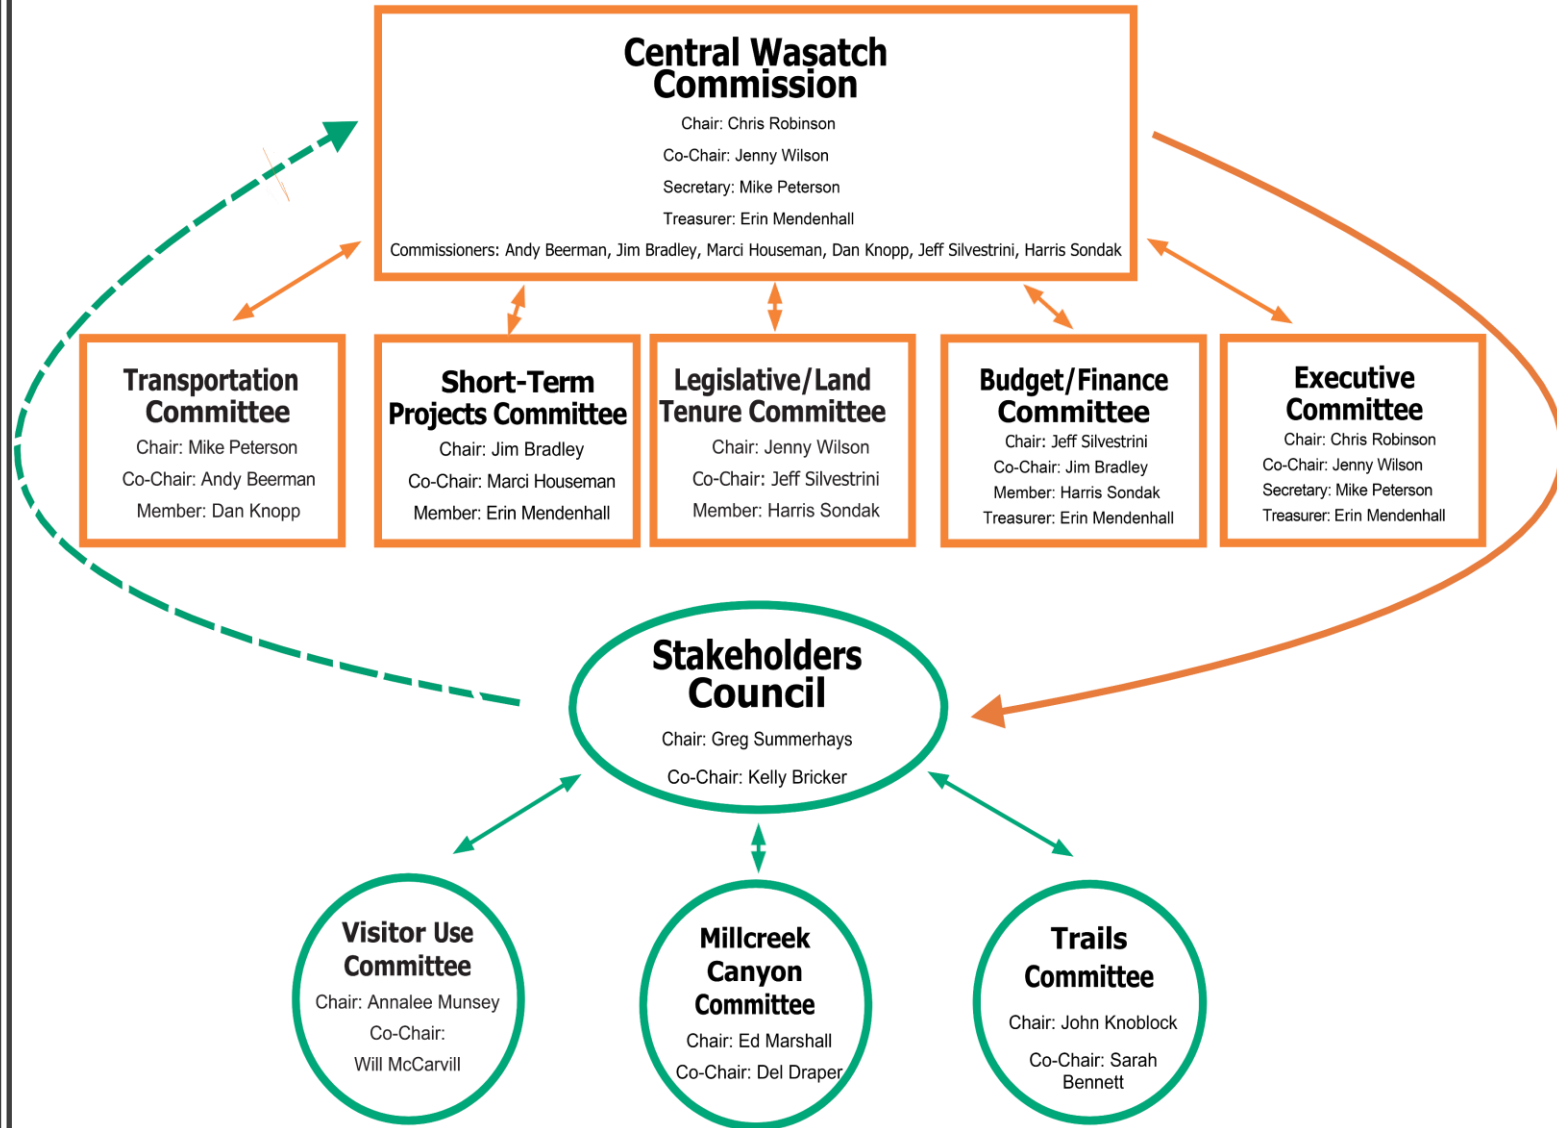 Central Wasatch
Commission
Chair: Chris Robinson
Co-Chair: Jenny Wilson
Secretary: Mike Peterson
Treasurer: Erin Mendenhall
Commissioners: Andy Beerman, Jim Bradley, Marci Houseman, Dan Knopp, Jeff Silvestrini, Harris Sondak
Transportation
Committee
Chair: Mike Peterson
Co-Chair: Andy Beerman
Member: Dan Knopp
Short-Term
Projects Committee
Chair: Jim Bradley
Co-Chair: Marci Houseman
Member: Erin Mendenhall
Legislative/Land
Tenure Committee
Chair: Jenny Wilson
Co-Chair: Jeff Silvestrini
Member: Harris Sondak
Budget/Finance
Committee
Chair: Jeff Silvestrini
Co-Chair: Jim Bradley
Member: Harris Sondak
Treasurer: Erin Mendenhall
Executive
Committee
Chair: Chris Robinson
Co-Chair: Jenny Wilson
Secretary: Mike Peterson
Treasurer: Erin Mendenhall
Stakeholders
Council
Chair: Greg Summerhays
Co-Chair: Kelly Bricker
Visitor Use
Committee
Chair: Annalee Munsey
Co-Chair:
Will McCarvill
Millcreek
Canyon
Committee
Chair: Ed Marshall
Co-Chair: Del Draper
Trails
Committee
Chair: John Knoblock
Co-Chair: Sarah
Bennett